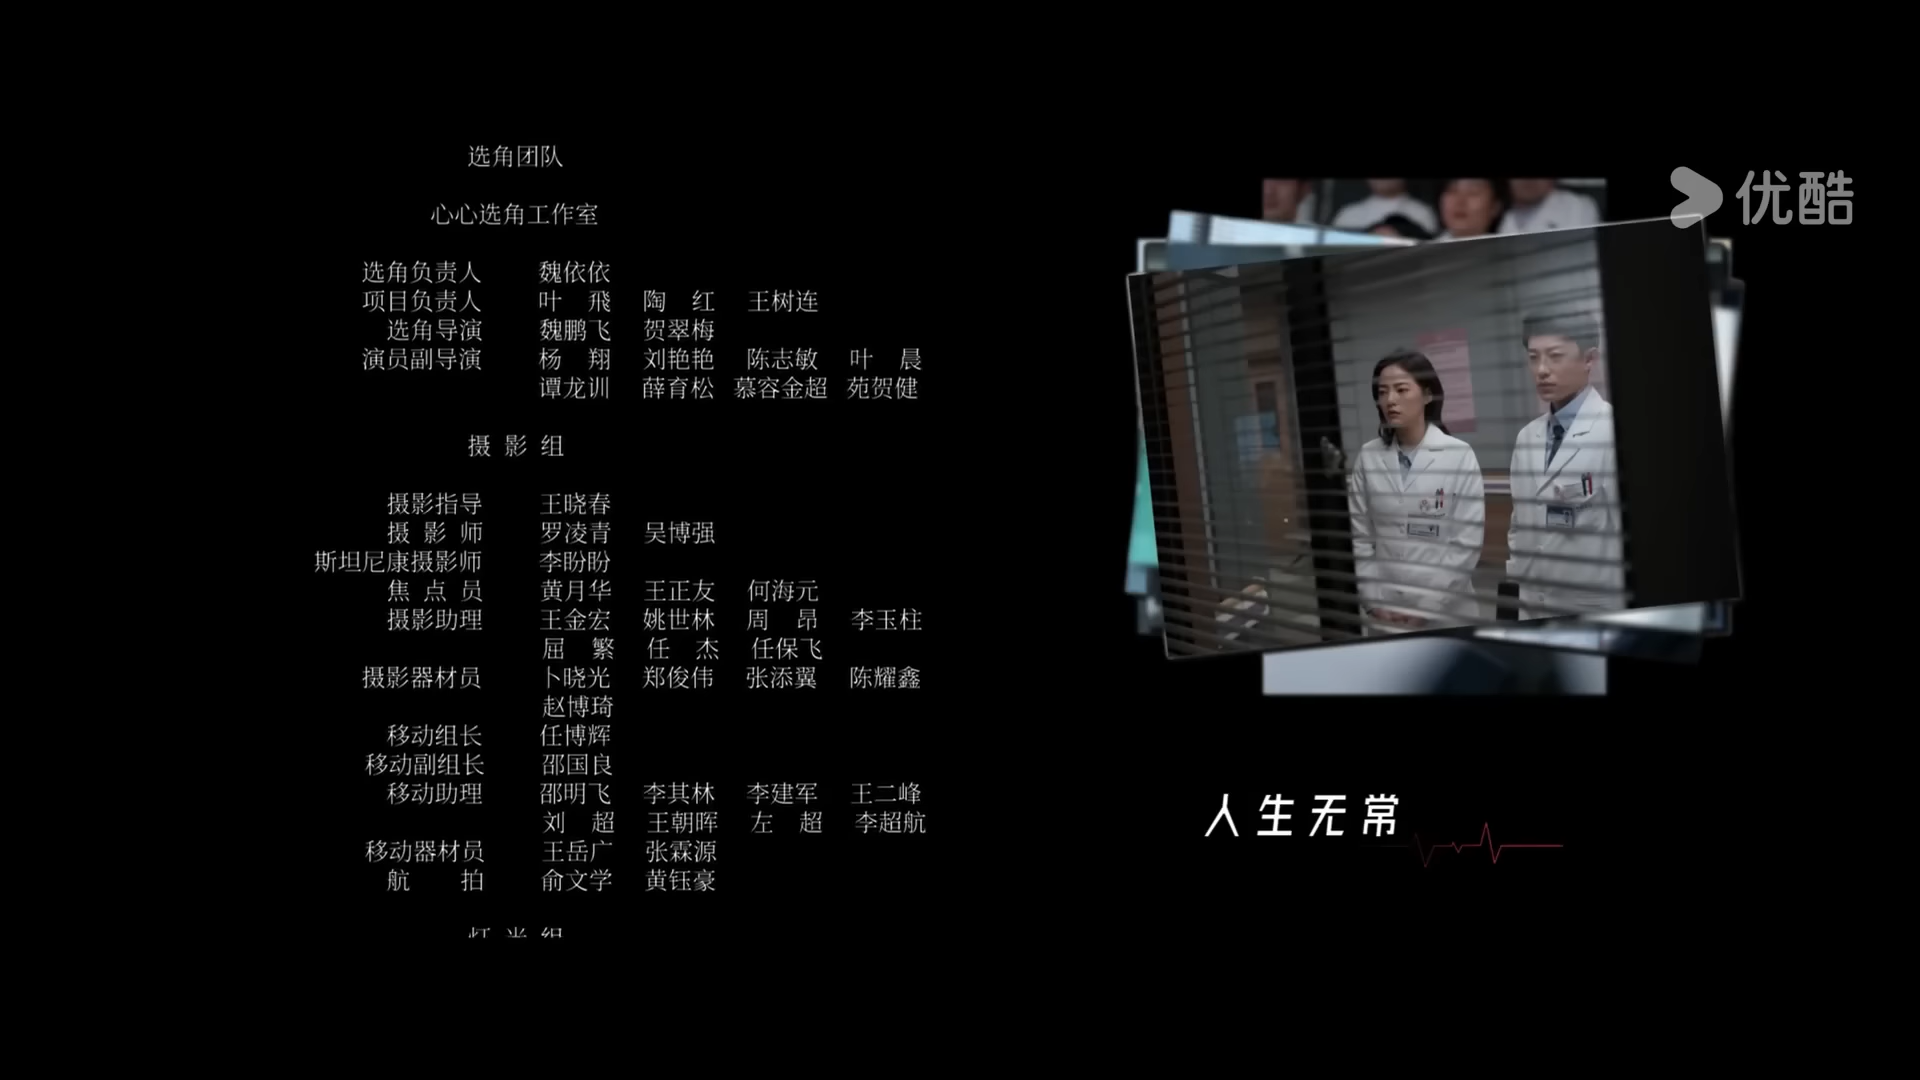 选角团队
心心选角工作室
选角负责人 魏依依
项目负责人 叶 飛 陶 红 王树连
选角导演 魏鹏飞 贺翠梅
演员副导演 杨 翔 刘艳艳 陈志敏 叶 晨
谭龙训 薛育松 慕容金超 苑贺健
摄 影 组
摄影指导 王晓春
摄 影 师 罗凌青 吴博强
斯坦尼康摄影师 李盼盼
焦 点 员 黄月华 王正友 何海元
摄影助理 王金宏 姚世林 周 昂 李玉柱
屈 繁 任 杰 任保飞
摄影器材员 卜晓光 郑俊伟 张添翼 陈耀鑫
赵博琦
移动组长 任博辉
移动副组长 邵国良
移动助理 邵明飞 李其林 李建军 王二峰
刘 超 王朝晖 左 超 李超航
移动器材员 王岳广 张霖源
航 拍 俞文学 黄钰豪
灯 光 组
优酷
人生无常